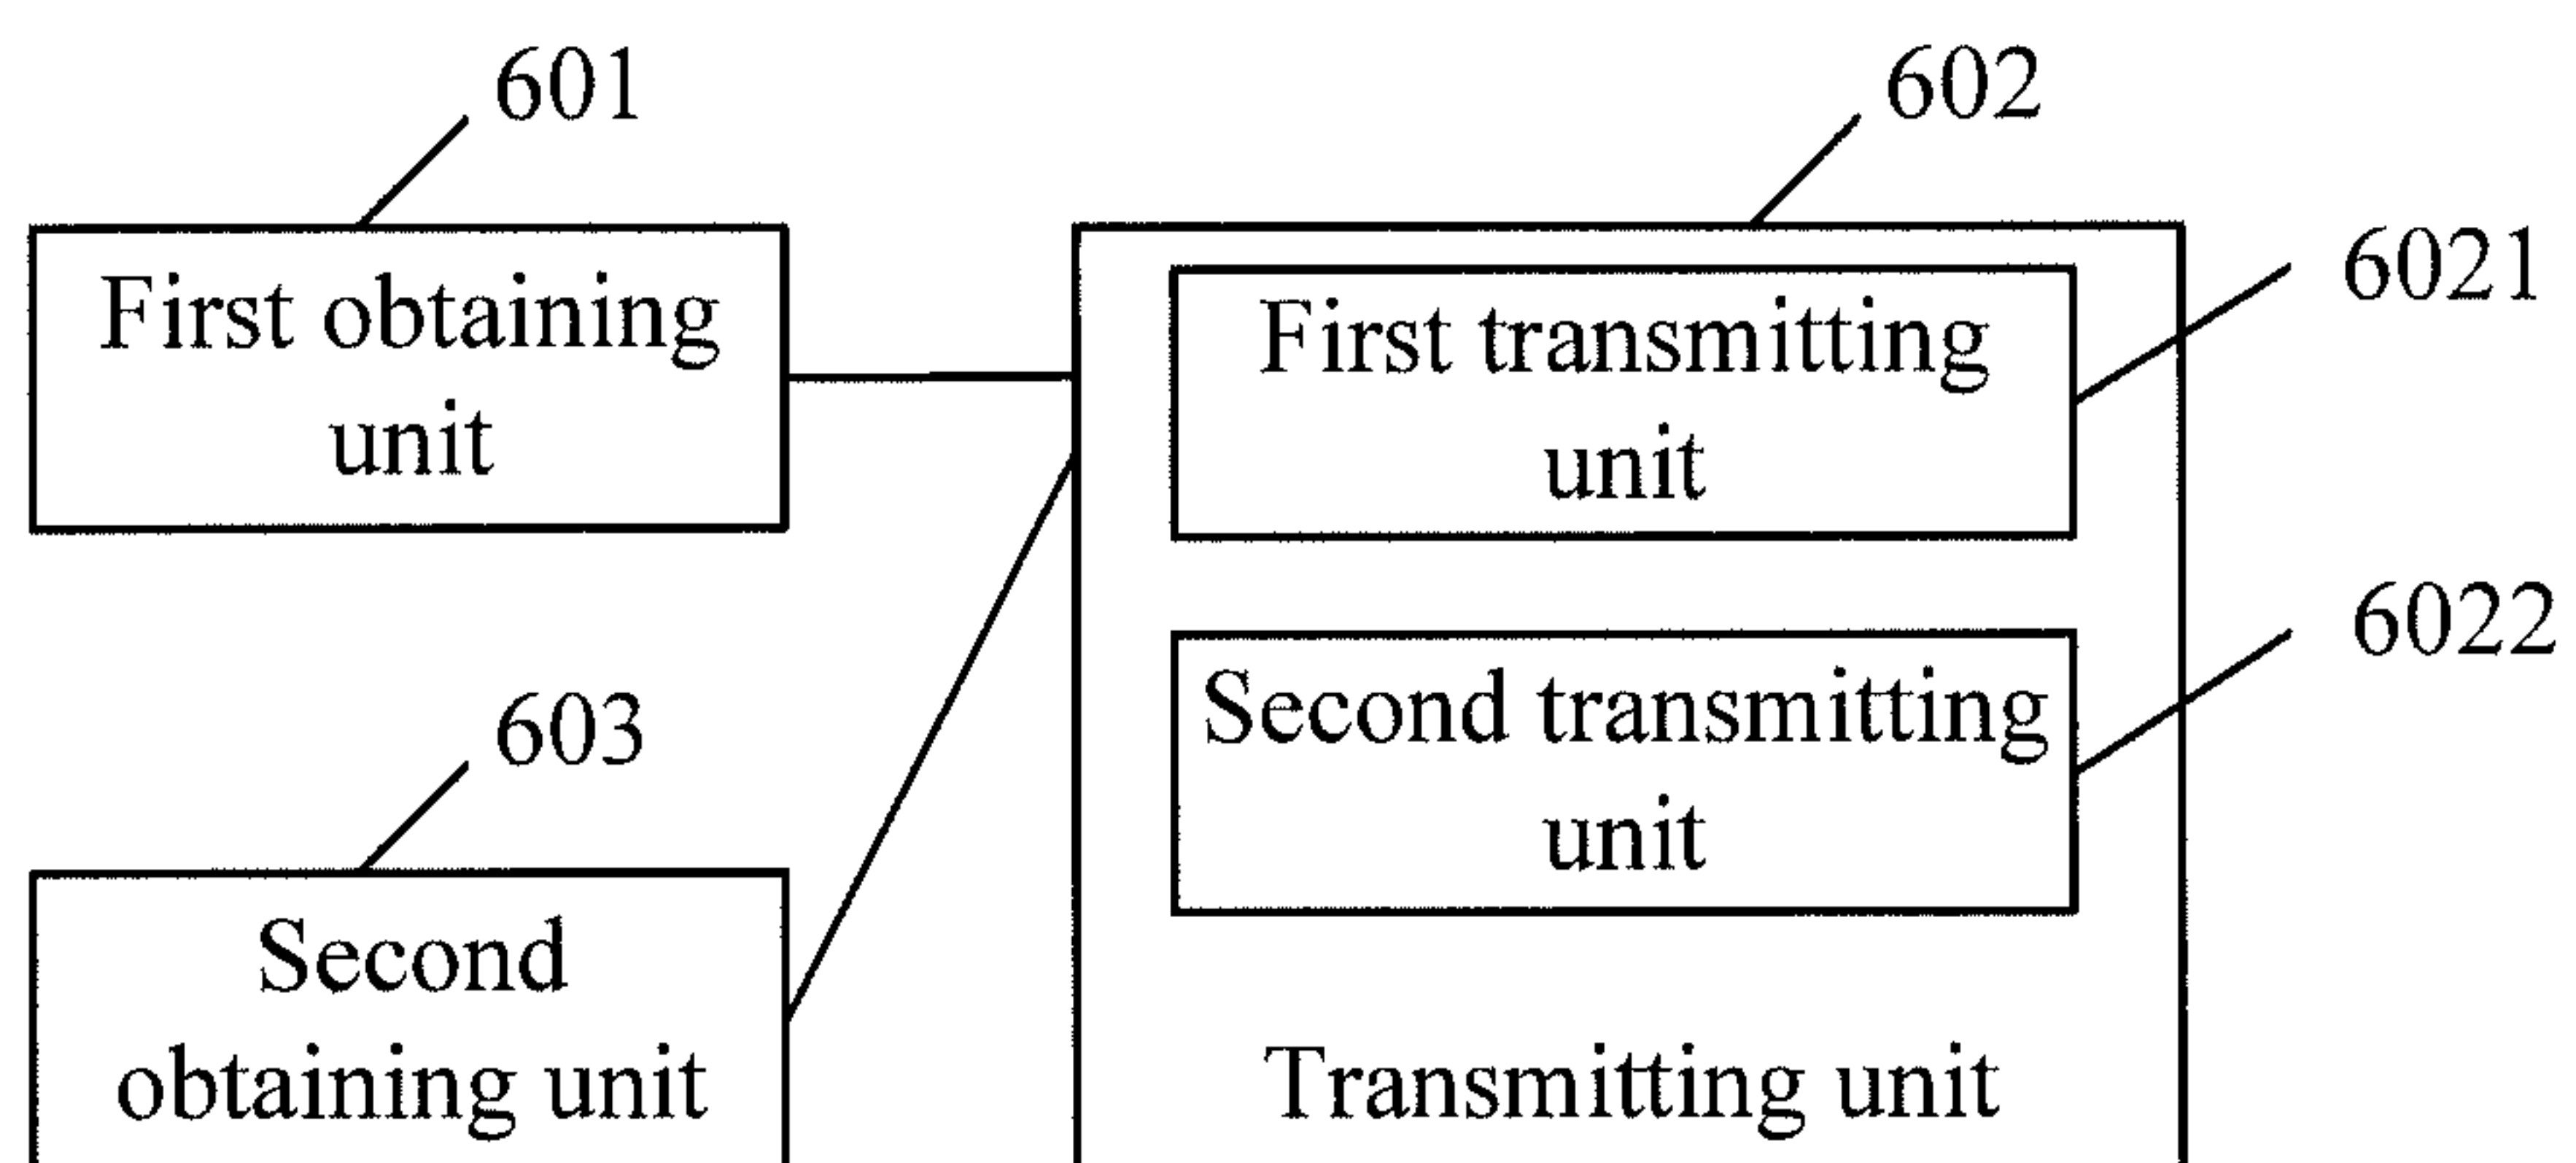 601
602
First obtaining
unit
First transmitting
unit
6021
Second transmitting
unit
6022
603
Second
obtaining unit
Transmitting unit